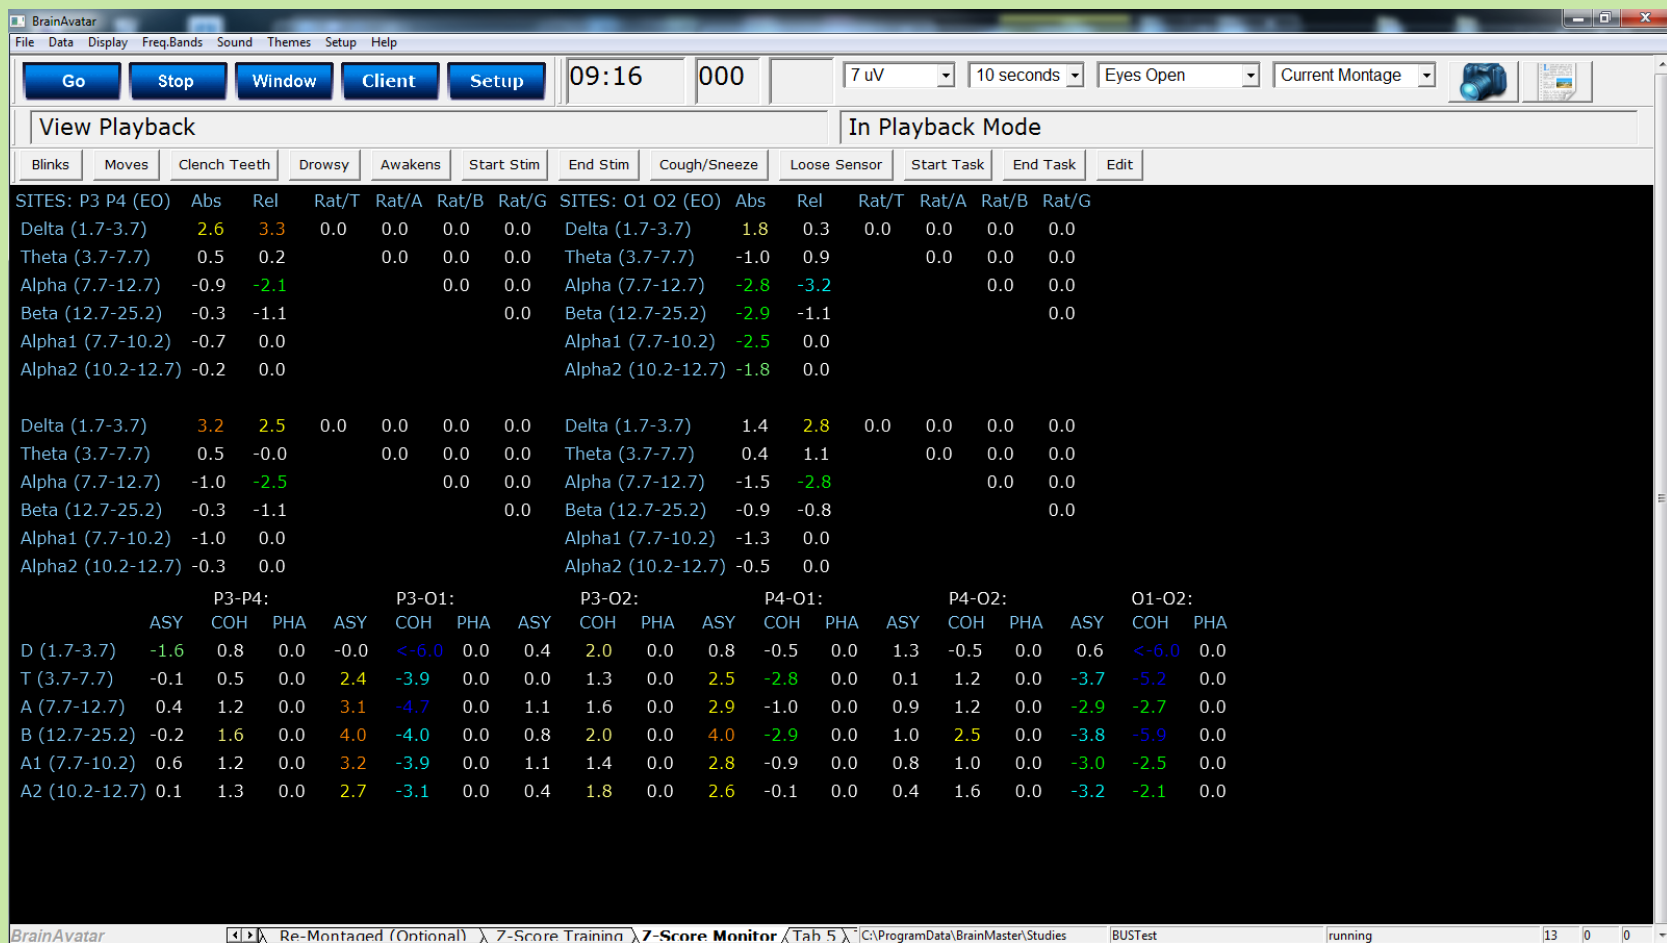 BrainAvatar
File Data Display Freq.Bands Sound Themes Setup Help
Go Stop Window Client Setup 09:16 000 7 uV 10 seconds Eyes Open Current Montage
View Playback In Playback Mode
Blinks Moves Clench Teeth Drowsy Awakens Start Stim End Stim Cough/Sneeze Loose Sensor Start Task End Task Edit
SITES: P3 P4 (EO) Abs Rel Rat/T Rat/A Rat/B Rat/G SITES: O1 O2 (EO) Abs Rel Rat/T Rat/A Rat/B Rat/G
Delta (1.7-3.7) 2.6 3.3 0.0 0.0 0.0 0.0 Delta (1.7-3.7) 1.8 0.3 0.0 0.0 0.0 0.0
Theta (3.7-7.7) 0.5 0.2 0.0 0.0 0.0 Theta (3.7-7.7) -1.0 0.9 0.0 0.0 0.0
Alpha (7.7-12.7) -0.9 -2.1 0.0 0.0 Alpha (7.7-12.7) -2.8 -3.2 0.0 0.0
Beta (12.7-25.2) -0.3 -1.1 0.0 Beta (12.7-25.2) -2.9 -1.1 0.0
Alpha1 (7.7-10.2) -0.7 0.0 Alpha1 (7.7-10.2) -2.5 0.0
Alpha2 (10.2-12.7) -0.2 0.0 Alpha2 (10.2-12.7) -1.8 0.0
Delta (1.7-3.7) 3.2 2.5 0.0 0.0 0.0 0.0 Delta (1.7-3.7) 1.4 2.8 0.0 0.0 0.0 0.0
Theta (3.7-7.7) 0.5 -0.0 0.0 0.0 0.0 Theta (3.7-7.7) 0.4 1.1 0.0 0.0 0.0
Alpha (7.7-12.7) -1.0 -2.5 0.0 0.0 Alpha (7.7-12.7) -1.5 -2.8 0.0 0.0
Beta (12.7-25.2) -0.3 -1.1 0.0 Beta (12.7-25.2) -0.9 -0.8 0.0
Alpha1 (7.7-10.2) -1.0 0.0 Alpha1 (7.7-10.2) -1.3 0.0
Alpha2 (10.2-12.7) -0.3 0.0 Alpha2 (10.2-12.7) -0.5 0.0
P3-P4: P3-O1: P3-O2: P4-O1: P4-O2: O1-O2:
ASY COH PHA ASY COH PHA ASY COH PHA ASY COH PHA ASY COH PHA ASY COH PHA
D (1.7-3.7) -1.6 0.8 0.0 -0.0 <-6.0 0.0 0.4 2.0 0.0 0.8 -0.5 0.0 1.3 -0.5 0.0 0.6 <-6.0 0.0
T (3.7-7.7) -0.1 0.5 0.0 2.4 -3.9 0.0 0.0 1.3 0.0 2.5 -2.8 0.0 0.1 1.2 0.0 -3.7 -5.2 0.0
A (7.7-12.7) 0.4 1.2 0.0 3.1 -4.7 0.0 1.1 1.6 0.0 2.9 -1.0 0.0 0.9 1.2 0.0 -2.9 -2.7 0.0
B (12.7-25.2) -0.2 1.6 0.0 4.0 -4.0 0.0 0.8 2.0 0.0 4.0 -2.9 0.0 1.0 2.5 0.0 -3.8 -5.9 0.0
A1 (7.7-10.2) 0.6 1.2 0.0 3.2 -3.9 0.0 1.1 1.4 0.0 2.8 -0.9 0.0 0.8 1.0 0.0 -3.0 -2.5 0.0
A2 (10.2-12.7) 0.1 1.3 0.0 2.7 -3.1 0.0 0.4 1.8 0.0 2.6 -0.1 0.0 0.4 1.6 0.0 -3.2 -2.1 0.0
BrainAvatar Re-Montaged (Optional) Z-Score Training Z-Score Monitor Tab 5 C:\ProgramData\BrainMaster\Studies BUSTest running 13 0 0